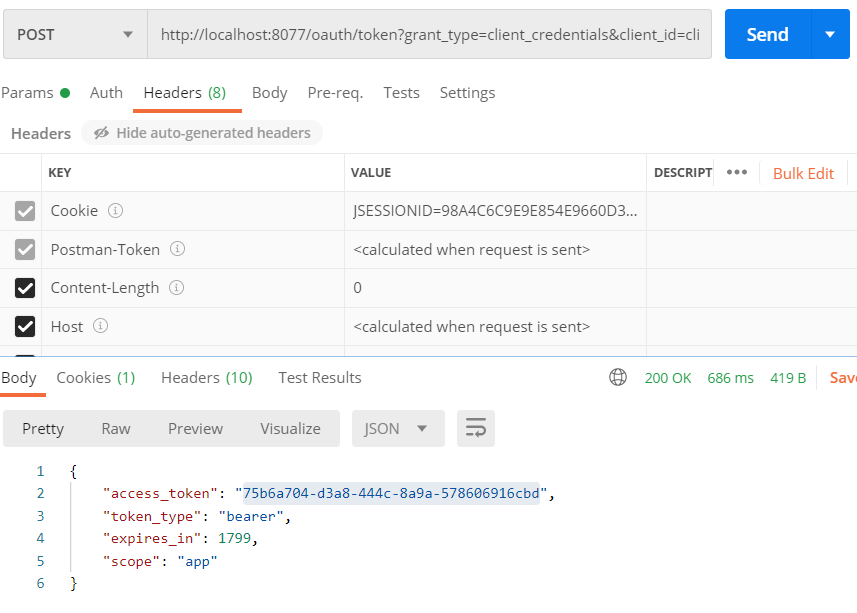 POST http://localhost:8077/oauth/token?grant_type=client_credentials&client_id=cli Send
Params Auth Headers (8) Body Pre-req. Tests Settings
Headers Hide auto-generated headers
KEY VALUE DESCRIPT ••• Bulk Edit
Cookie JSESSIONID=98A4C6C9E9E854E9660D3...
Postman-Token <calculated when request is sent>
Content-Length 0
Host <calculated when request is sent>
Body Cookies (1) Headers (10) Test Results 200 OK 686 ms 419 B Save
Pretty Raw Preview Visualize JSON
1 {
2 "access_token": "75b6a704-d3a8-444c-8a9a-578606916cbd",
3 "token_type": "bearer",
4 "expires_in": 1799,
5 "scope": "app"
6 }